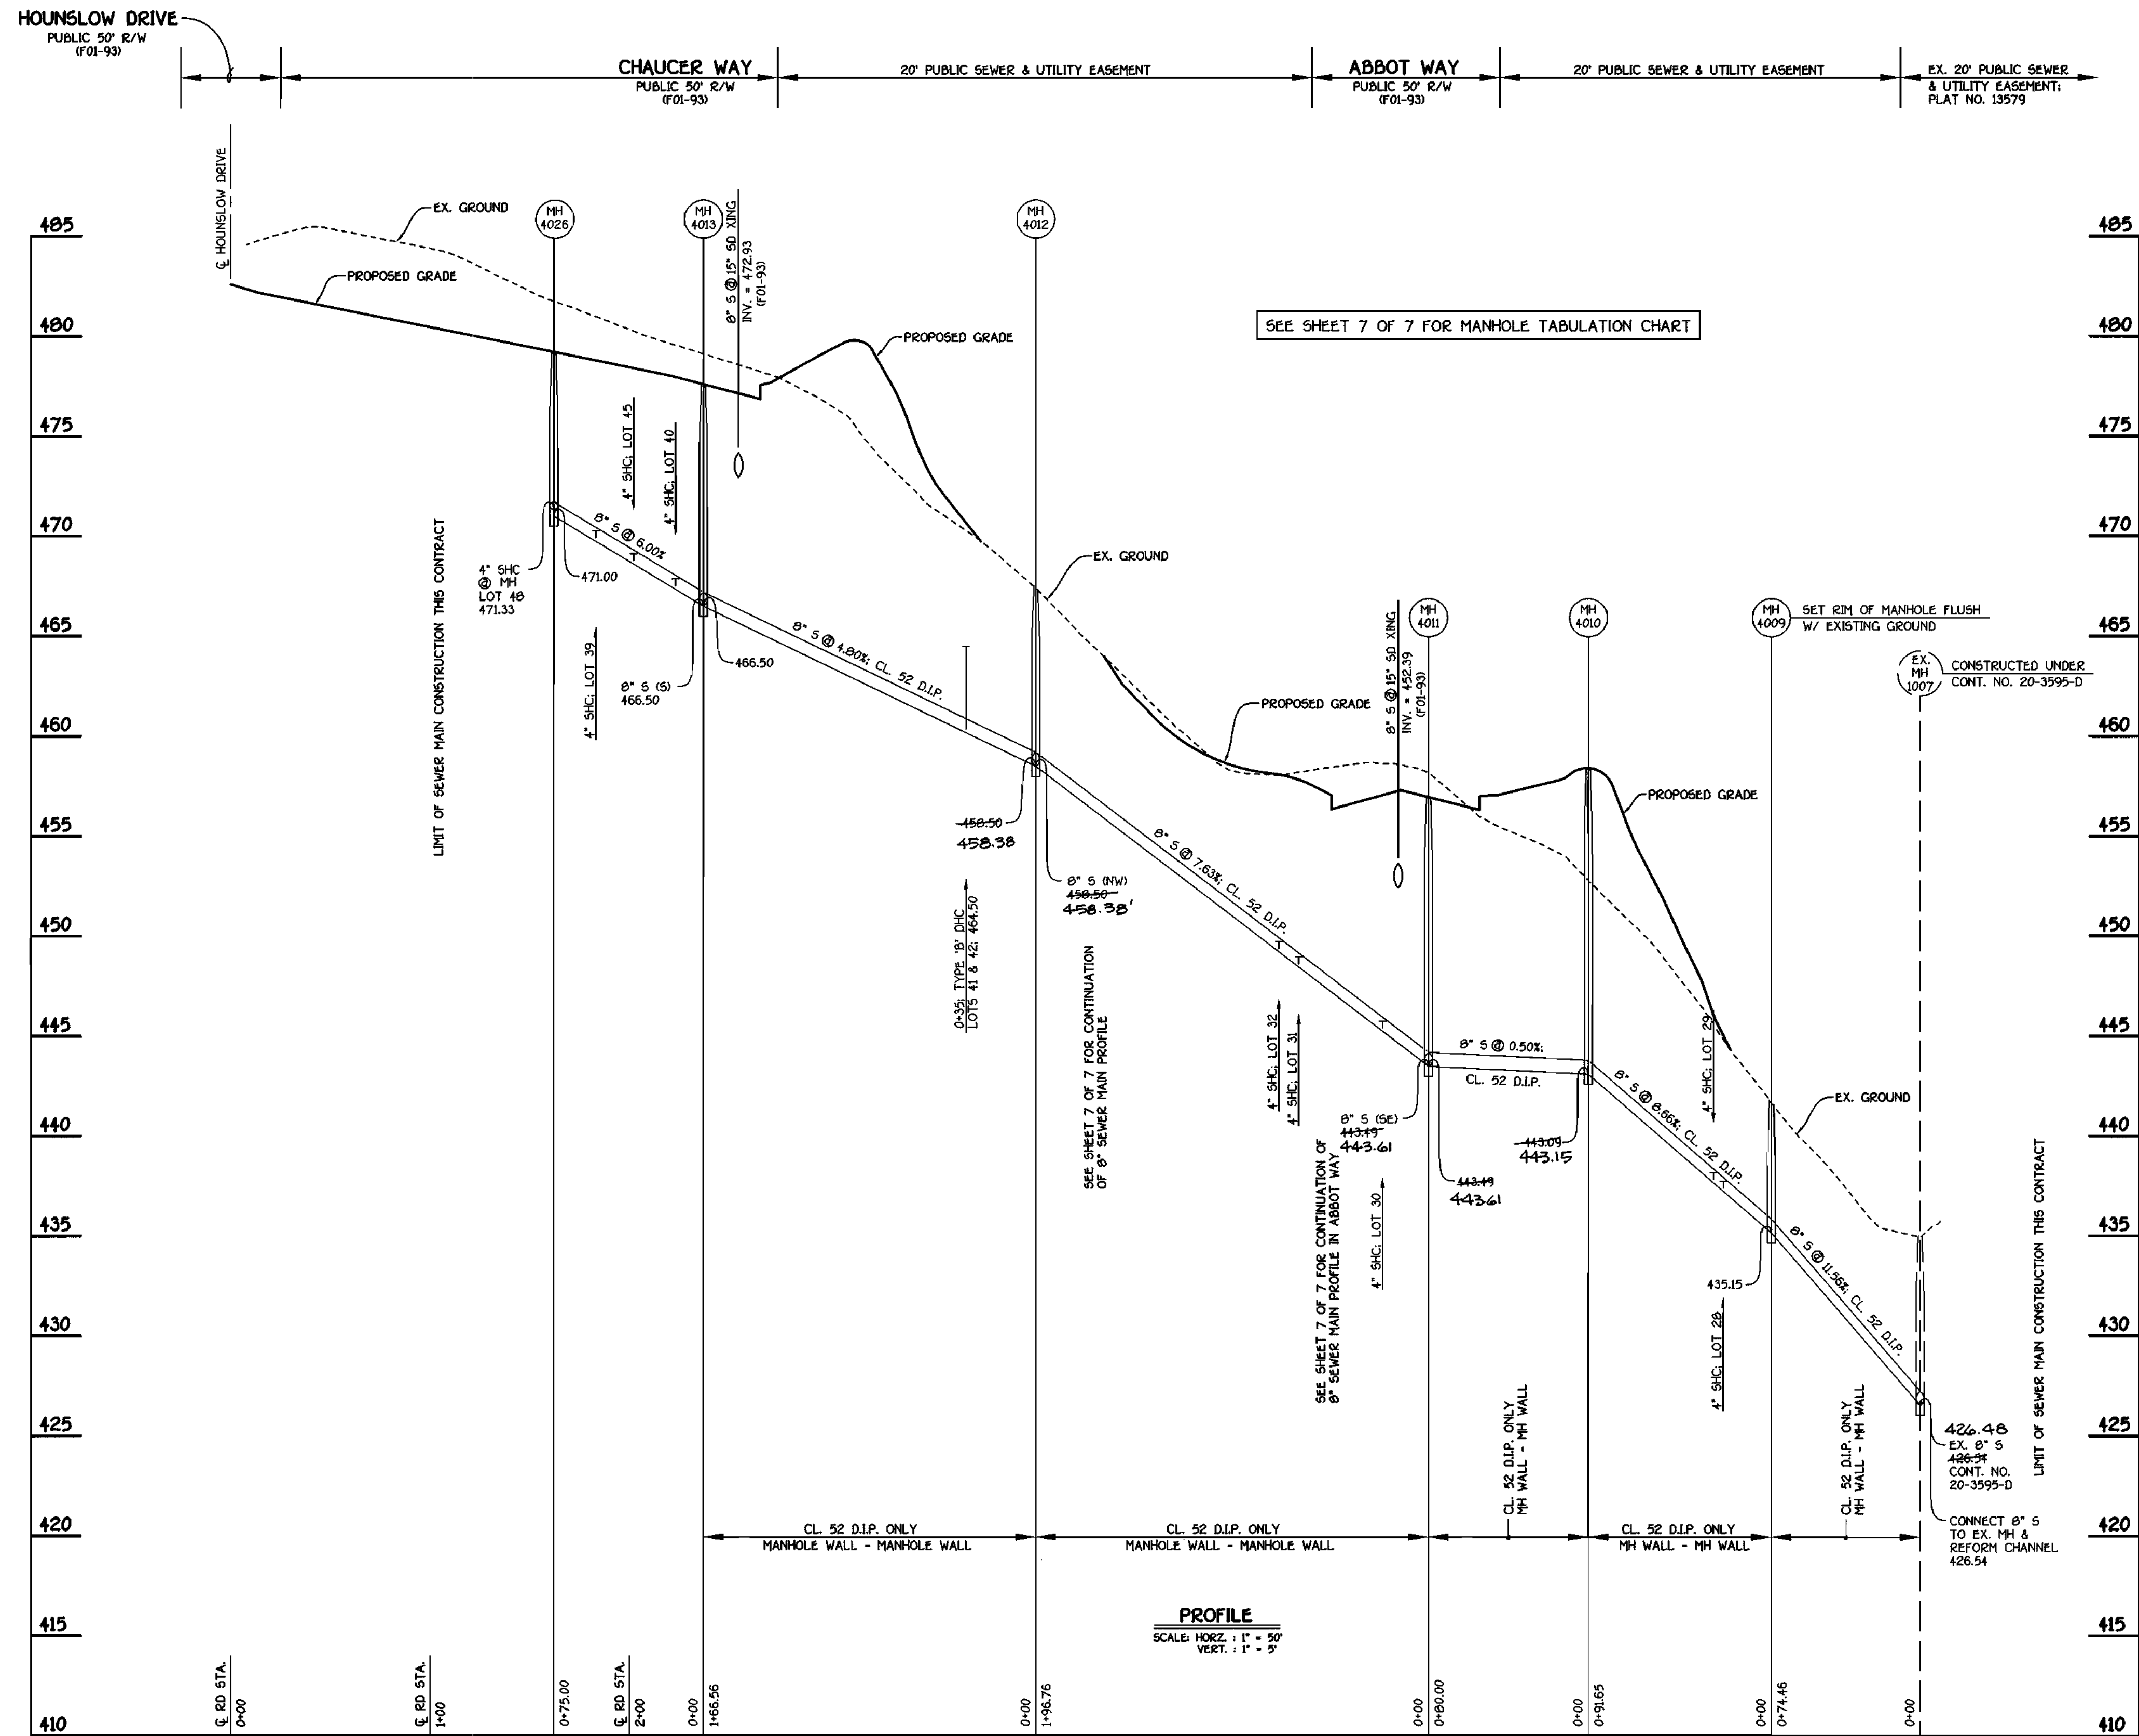 HOUNSLOW DRIVE
PUBLIC 50' R/W
(F01-93)
CHAUCER WAY
PUBLIC 50' R/W
(F01-93)
20' PUBLIC SEWER & UTILITY EASEMENT
ABBOT WAY
PUBLIC 50' R/W
(F01-93)
20' PUBLIC SEWER & UTILITY EASEMENT
EX. 20' PUBLIC SEWER
& UTILITY EASEMENT;
PLAT NO. 13579
℄ HOUNSLOW DRIVE
EX. GROUND
PROPOSED GRADE
MH
4026
MH
4013
8" S @ 15" SD XING
INV. = 472.93
(F01-93)
MH
4012
PROPOSED GRADE
SEE SHEET 7 OF 7 FOR MANHOLE TABULATION CHART
485
480
475
470
465
460
455
450
445
440
435
430
425
420
415
410
485
480
475
470
465
460
455
450
445
440
435
430
425
420
415
410
LIMIT OF SEWER MAIN CONSTRUCTION THIS CONTRACT
4" SHC
@ MH
LOT 48
471.33
471.00
8" S @ 6.00%
4" SHC; LOT 45
4" SHC; LOT 40
4" SHC; LOT 39
8" S (S)
466.50
466.50
8" S @ 4.80%; CL. 52 D.I.P.
EX. GROUND
458.50
458.38
8" S (NW)
458.50
458.38'
0+35; TYPE 'B' DHC
LOTS 41 & 42; 464.50
SEE SHEET 7 OF 7 FOR CONTINUATION
OF 8" SEWER MAIN PROFILE
8" S @ 7.63%; CL. 52 D.I.P.
PROPOSED GRADE
8" S @ 15" SD XING
INV. = 452.39
(F01-93)
MH
4011
MH
4010
MH
4009
SET RIM OF MANHOLE FLUSH
W/ EXISTING GROUND
EX.
MH
1007
CONSTRUCTED UNDER
CONT. NO. 20-3595-D
PROPOSED GRADE
4" SHC; LOT 32
4" SHC; LOT 31
8" S (SE)
443.49
443.61
443.49
443.61
SEE SHEET 7 OF 7 FOR CONTINUATION OF
8" SEWER MAIN PROFILE IN ABBOT WAY
4" SHC; LOT 30
8" S @ 0.50%;
CL. 52 D.I.P.
443.09
443.15
8" S @ 8.66%; CL. 52 D.I.P.
4" SHC; LOT 29
EX. GROUND
435.15
4" SHC; LOT 28
8" S @ 11.56%; CL. 52 D.I.P.
LIMIT OF SEWER MAIN CONSTRUCTION THIS CONTRACT
426.48
EX. 8" S
426.54
CONT. NO.
20-3595-D
CONNECT 8" S
TO EX. MH &
REFORM CHANNEL
426.54
CL. 52 D.I.P. ONLY
MANHOLE WALL - MANHOLE WALL
CL. 52 D.I.P. ONLY
MANHOLE WALL - MANHOLE WALL
CL. 52 D.I.P. ONLY
MH WALL - MH WALL
CL. 52 D.I.P. ONLY
MH WALL - MH WALL
CL. 52 D.I.P. ONLY
MH WALL - MH WALL
PROFILE
SCALE: HORZ. : 1" = 50'
VERT. : 1" = 5'
℄ RD STA.
0+00
℄ RD STA.
1+00
0+75.00
℄ RD STA.
2+00
0+00
1+66.56
0+00
1+96.76
0+00
0+80.00
0+00
0+91.65
0+00
0+74.46
0+00